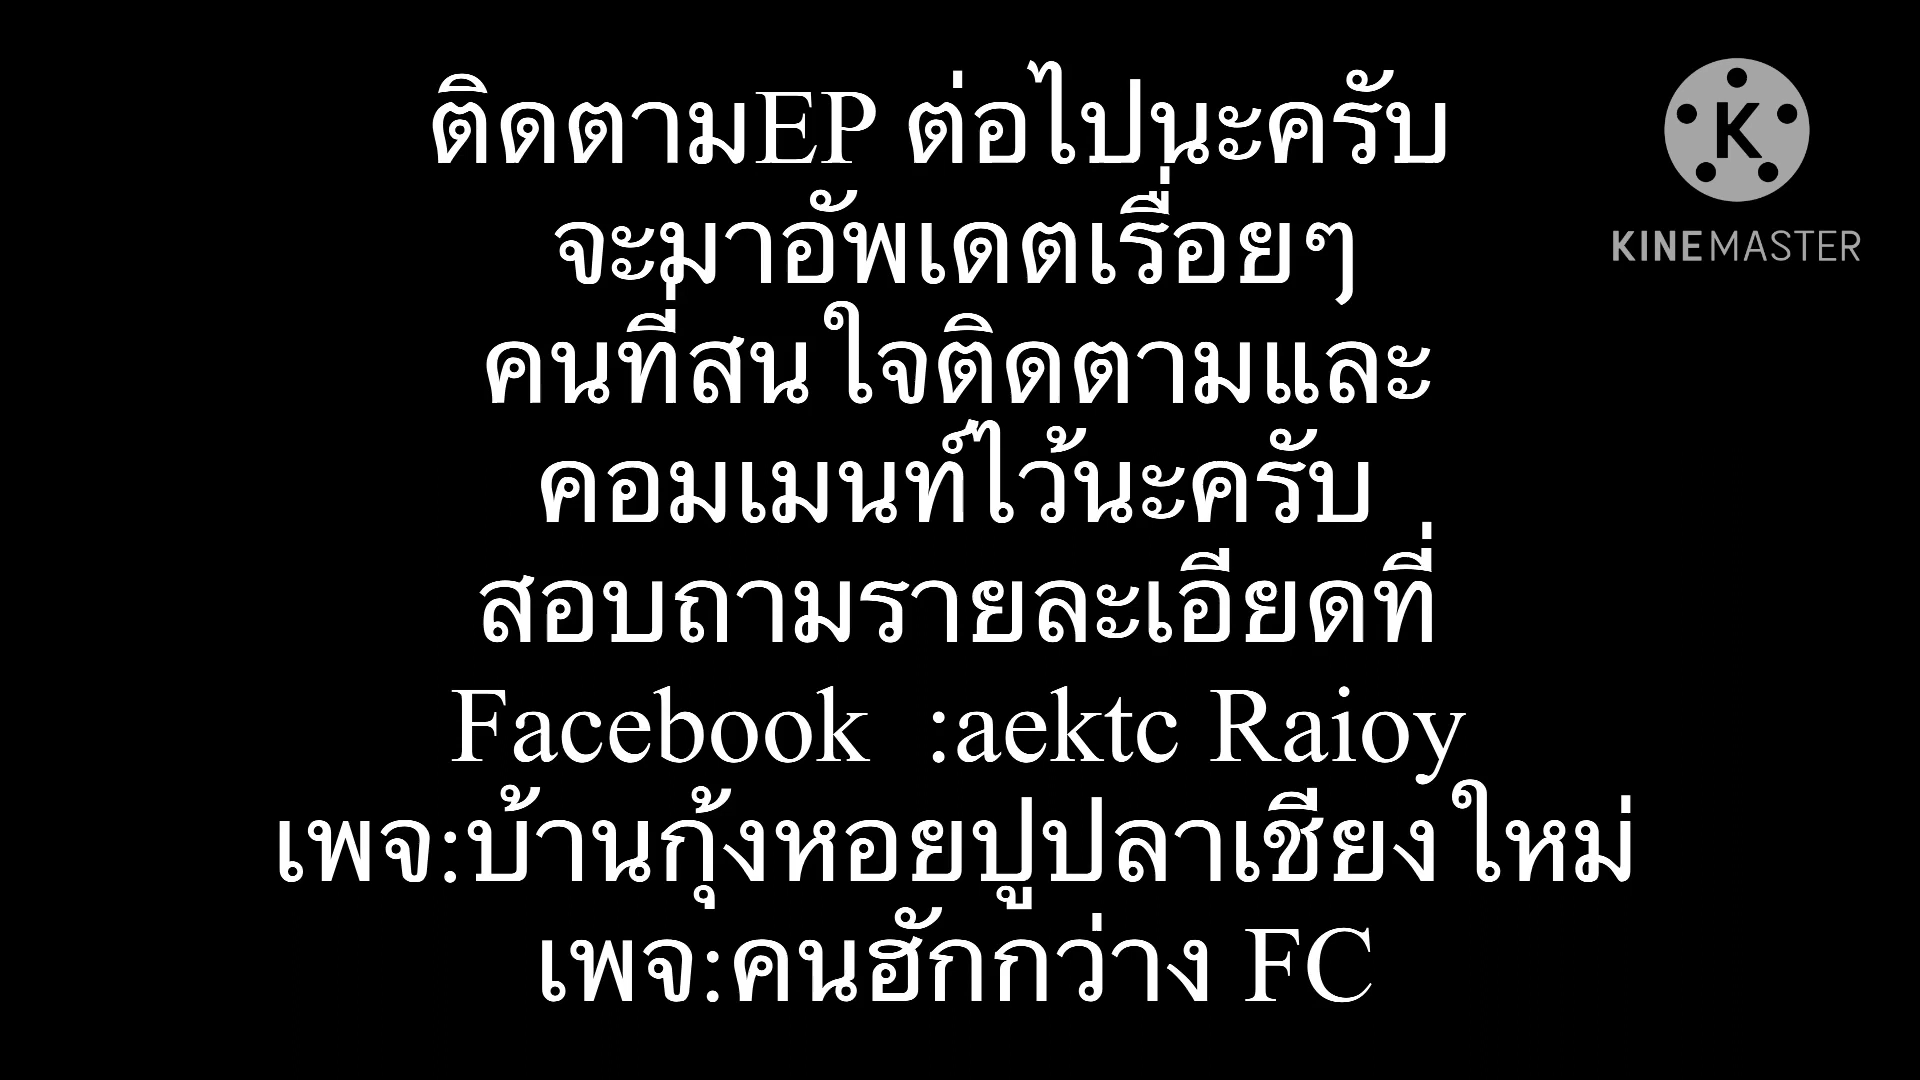 ติดตามEP ต่อไปนะครับ
จะมาอัพเดตเรื่อยๆ
คนที่สนใจติดตามและ
คอมเมนท์ไว้นะครับ
สอบถามรายละเอียดที่
Facebook  :aektc Raioy
เพจ:บ้านกุ้งหอยปูปลาเชียงใหม่
เพจ:คนฮักกว่าง FC
K
KINEMASTER